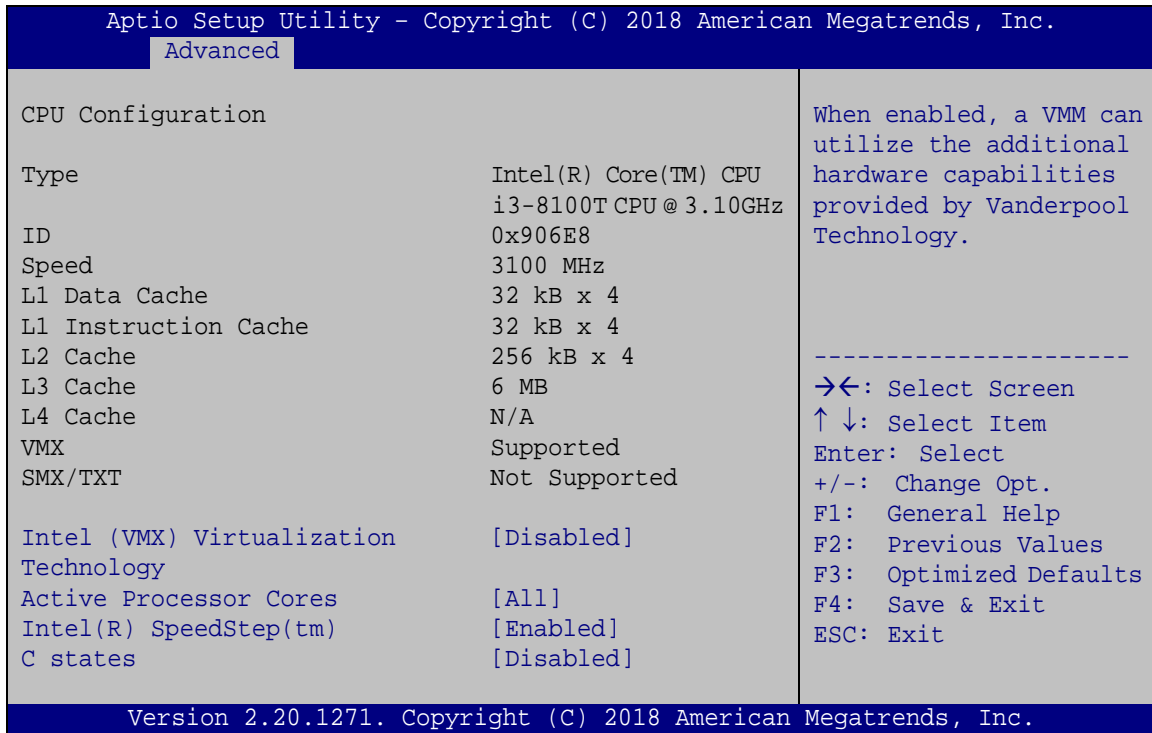 Aptio Setup Utility – Copyright (C) 2018 American Megatrends, Inc.
Advanced
CPU Configuration
Type Intel(R) Core(TM) CPU
i3-8100T CPU @ 3.10GHz
ID 0x906E8
Speed 3100 MHz
L1 Data Cache 32 kB x 4
L1 Instruction Cache 32 kB x 4
L2 Cache 256 kB x 4
L3 Cache 6 MB
L4 Cache N/A
VMX Supported
SMX/TXT Not Supported
Intel (VMX) Virtualization [Disabled]
Technology
Active Processor Cores [All]
Intel(R) SpeedStep(tm) [Enabled]
C states [Disabled]
When enabled, a VMM can
utilize the additional
hardware capabilities
provided by Vanderpool
Technology.
----------------------
→←: Select Screen
↑ ↓: Select Item
Enter: Select
+/-: Change Opt.
F1: General Help
F2: Previous Values
F3: Optimized Defaults
F4: Save & Exit
ESC: Exit
Version 2.20.1271. Copyright (C) 2018 American Megatrends, Inc.